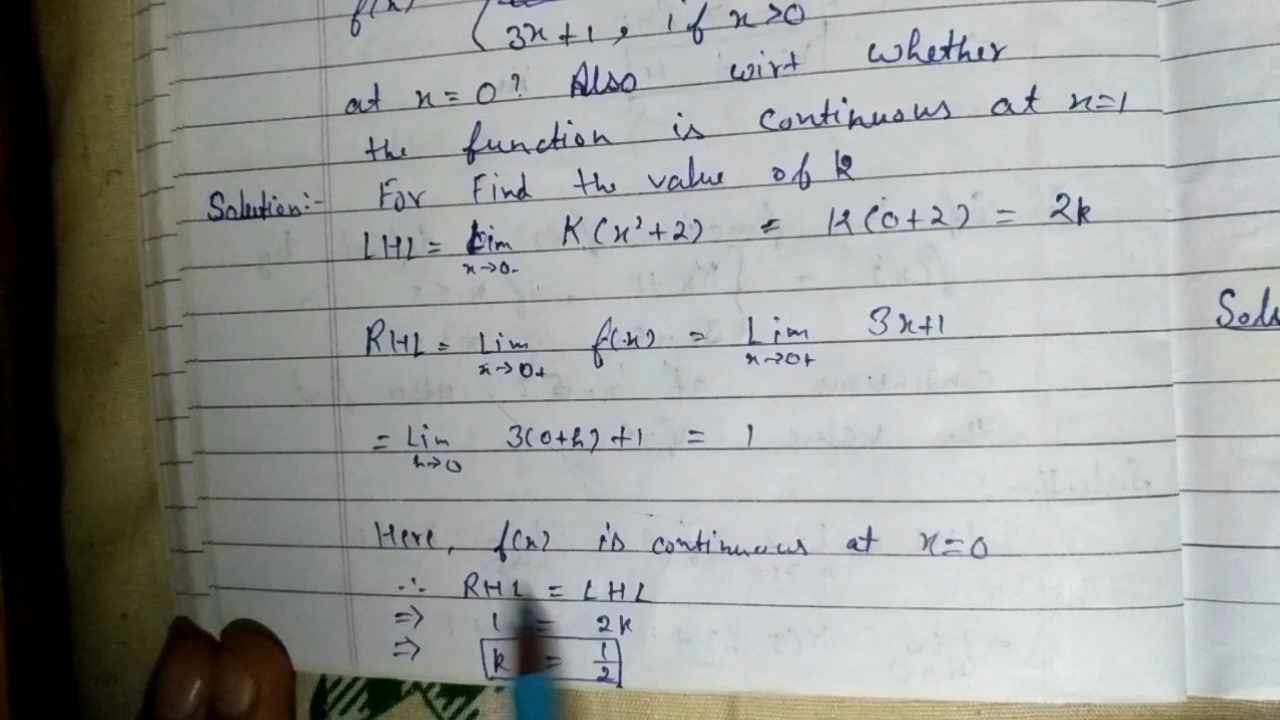 f(x) { 3x+1, if x>0
at x=0? Also wirt whether
the function is continuous at x=1
Solution:- For Find the value of k
LHL = Lim x→0- K(x²+2) = k(0+2) = 2k
RHL = Lim x→0+ f(x) = Lim x→0+ 3x+1
= Lim h→0 3(0+h)+1 = 1
Here, f(x) is continuous at x=0
∴ RHL = LHL
⇒ 1 = 2k
⇒ k = 1/2